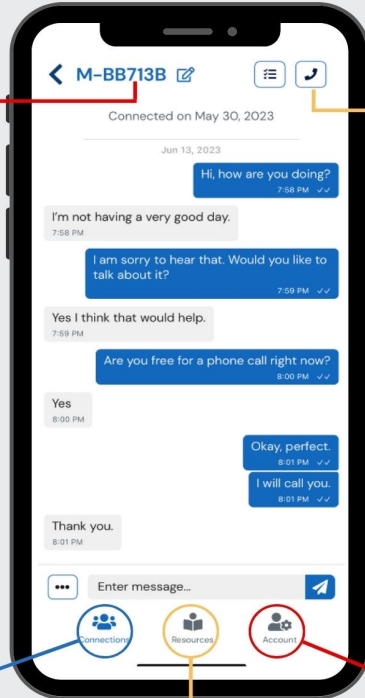 M-BB713B
Connected on May 30, 2023
Jun 13, 2023
Hi, how are you doing?
7:58 PM
I'm not having a very good day.
7:58 PM
I am sorry to hear that. Would you like to
talk about it?
7:59 PM
Yes I think that would help.
7:59 PM
Are you free for a phone call right now?
8:00 PM
Yes
8:00 PM
Okay, perfect.
8:01 PM
I will call you.
8:01 PM
Thank you.
8:01 PM
Enter message...
Connections
Resources
Account